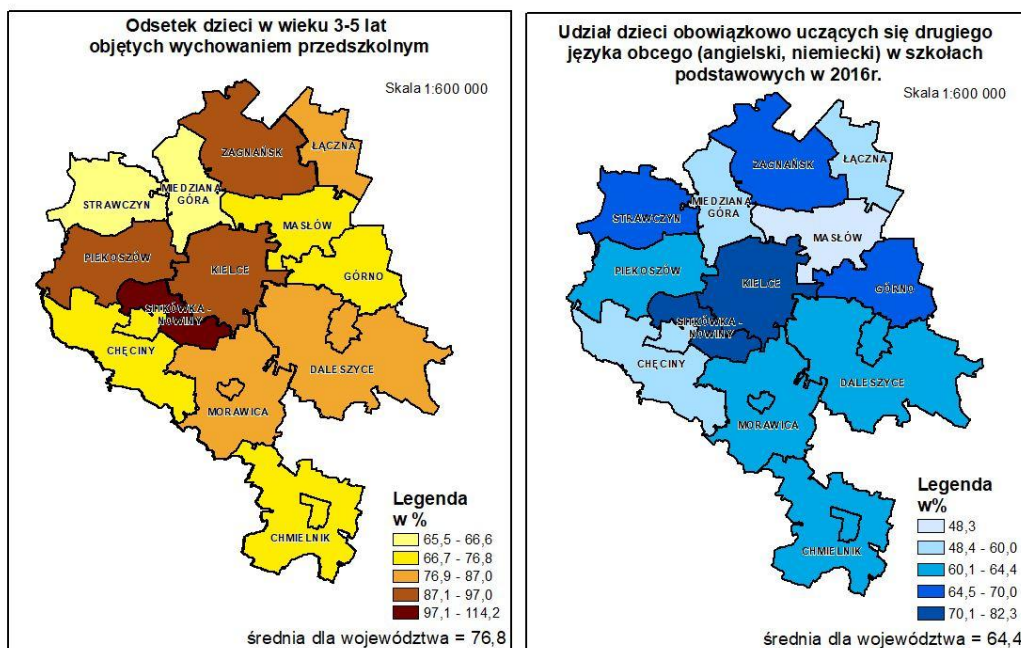 Odsetek dzieci w wieku 3-5 lat
objętych wychowaniem przedszkolnym
Skala 1:600 000
ZAGNAŃSK
ŁĄCZNA
STRAWCZYN
MIEDZIANA
GÓRA
MASŁÓW
PIEKOSZÓW
KIELCE
GÓRNO
SITKÓWKA -
NOWINY
CHĘCINY
DALESZYCE
MORAWICA
CHMIELNIK
Legenda
w %
65,5 - 66,6
66,7 - 76,8
76,9 - 87,0
87,1 - 97,0
97,1 - 114,2
średnia dla województwa = 76,8
Udział dzieci obowiązkowo uczących się drugiego
języka obcego (angielski, niemiecki) w szkołach
podstawowych w 2016r.
Skala 1:600 000
ZAGNAŃSK
ŁĄCZNA
STRAWCZYN
MIEDZIANA
GÓRA
MASŁÓW
PIEKOSZÓW
KIELCE
GÓRNO
SITKÓWKA -
NOWINY
CHĘCINY
DALESZYCE
MORAWICA
CHMIELNIK
Legenda
w%
48,3
48,4 - 60,0
60,1 - 64,4
64,5 - 70,0
70,1 - 82,3
średnia dla województwa = 64,4